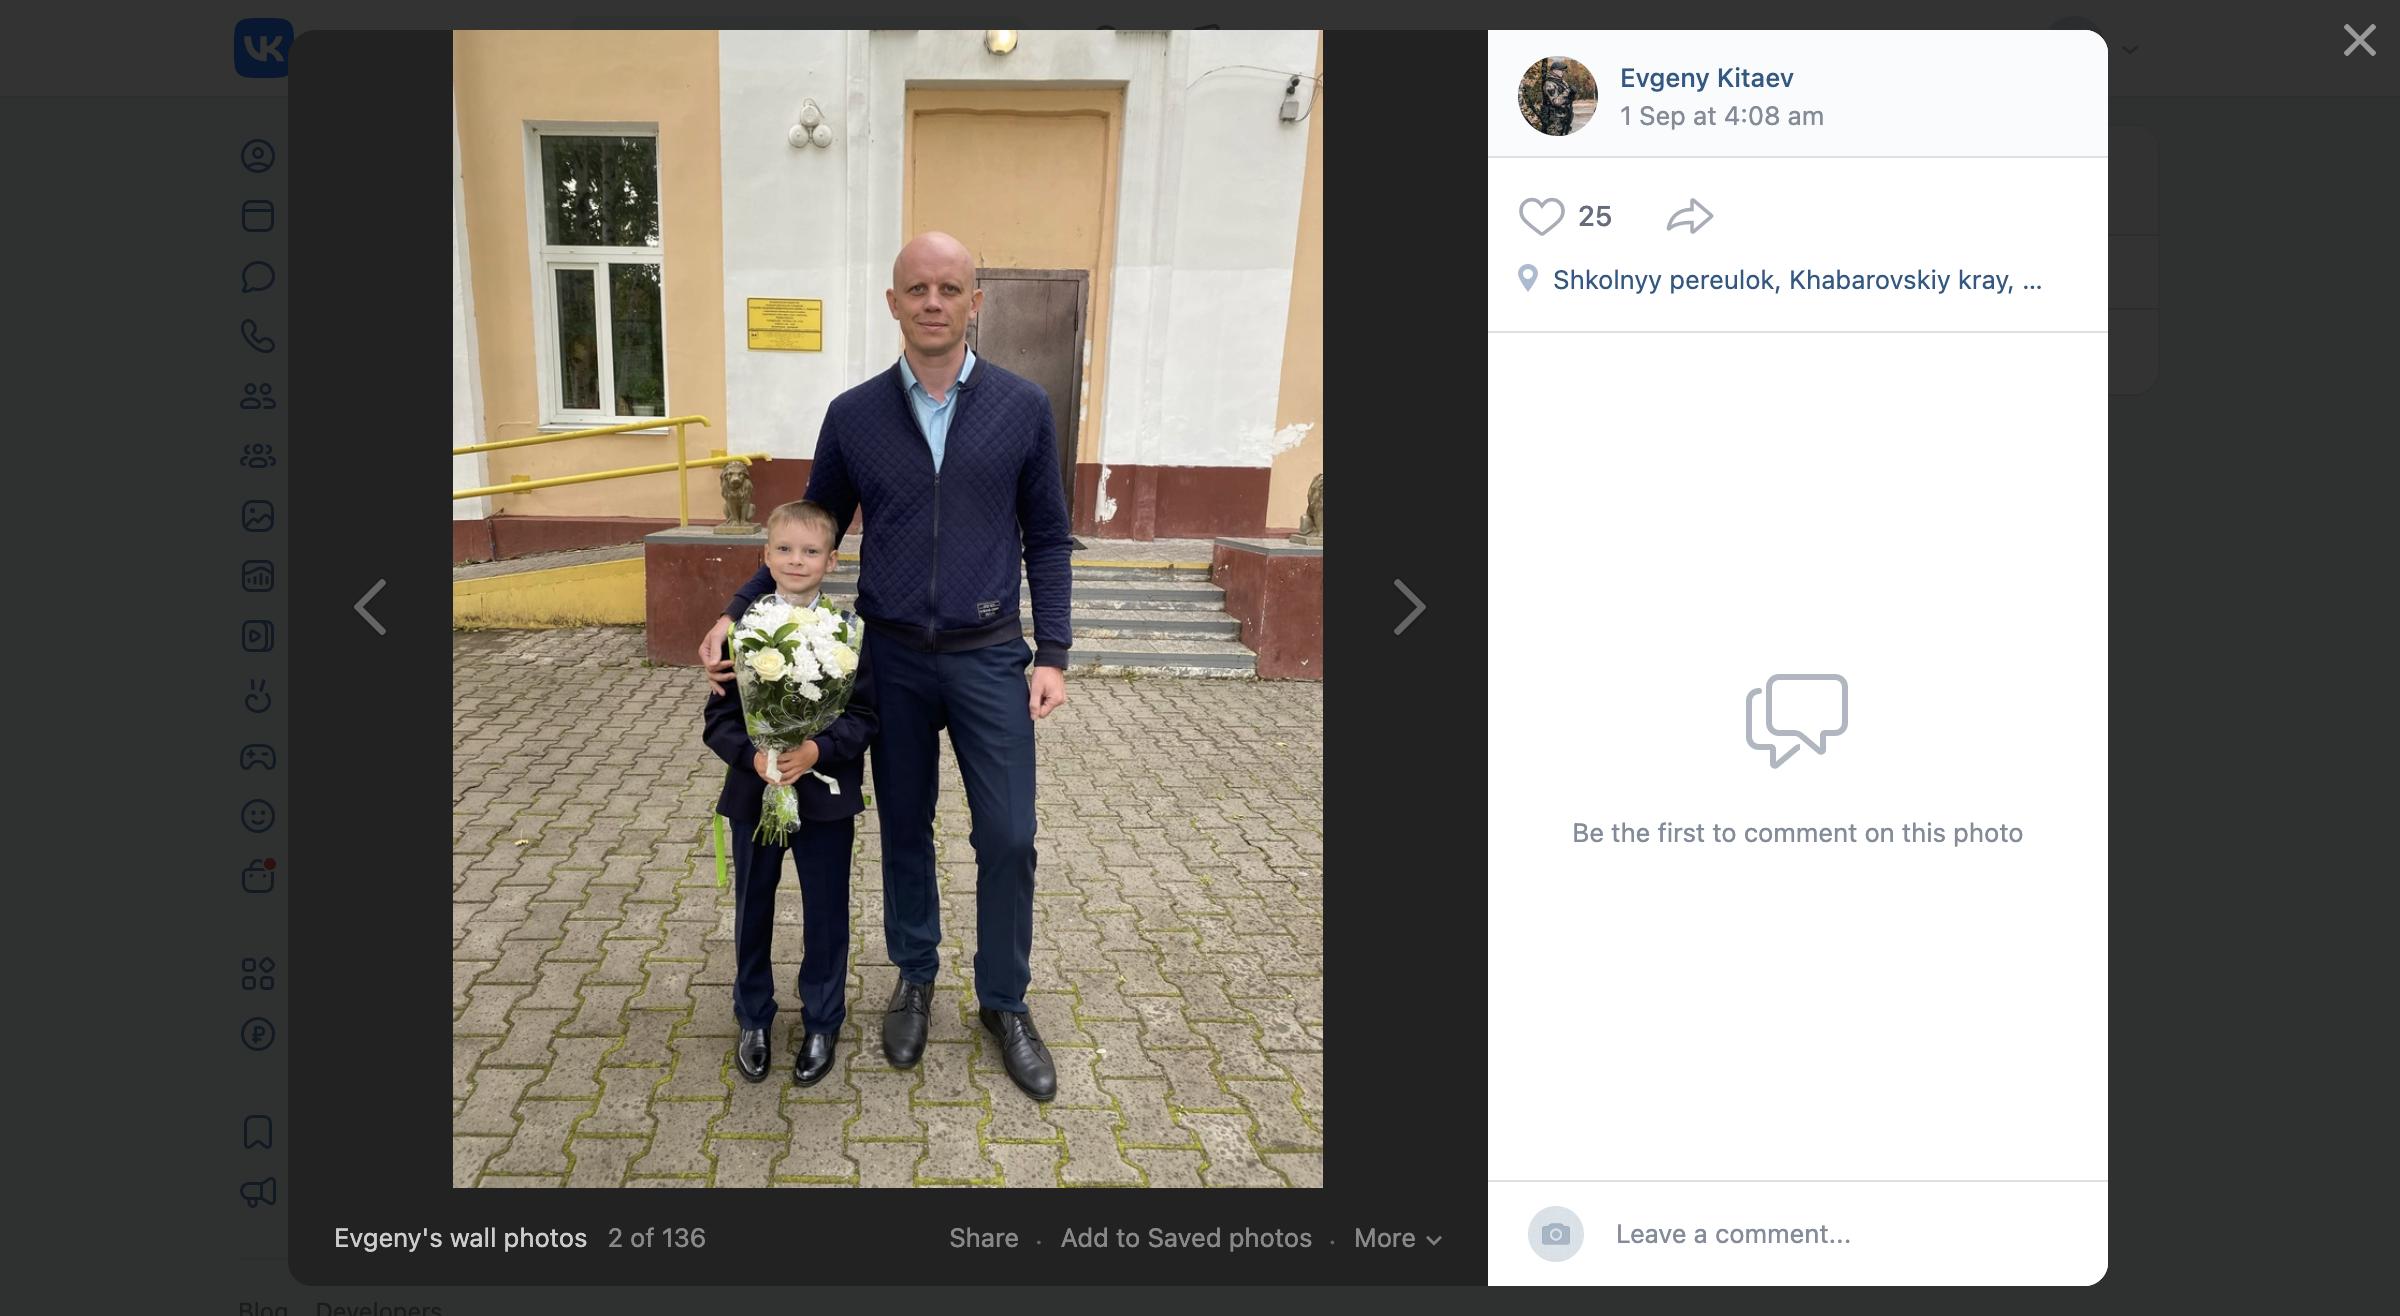 VK
Evgeny Kitaev
1 Sep at 4:08 am
25
Shkolnyy pereulok, Khabarovskiy kray, ...
Be the first to comment on this photo
Leave a comment...
Evgeny's wall photos 2 of 136
Share · Add to Saved photos · More
Blog Developers